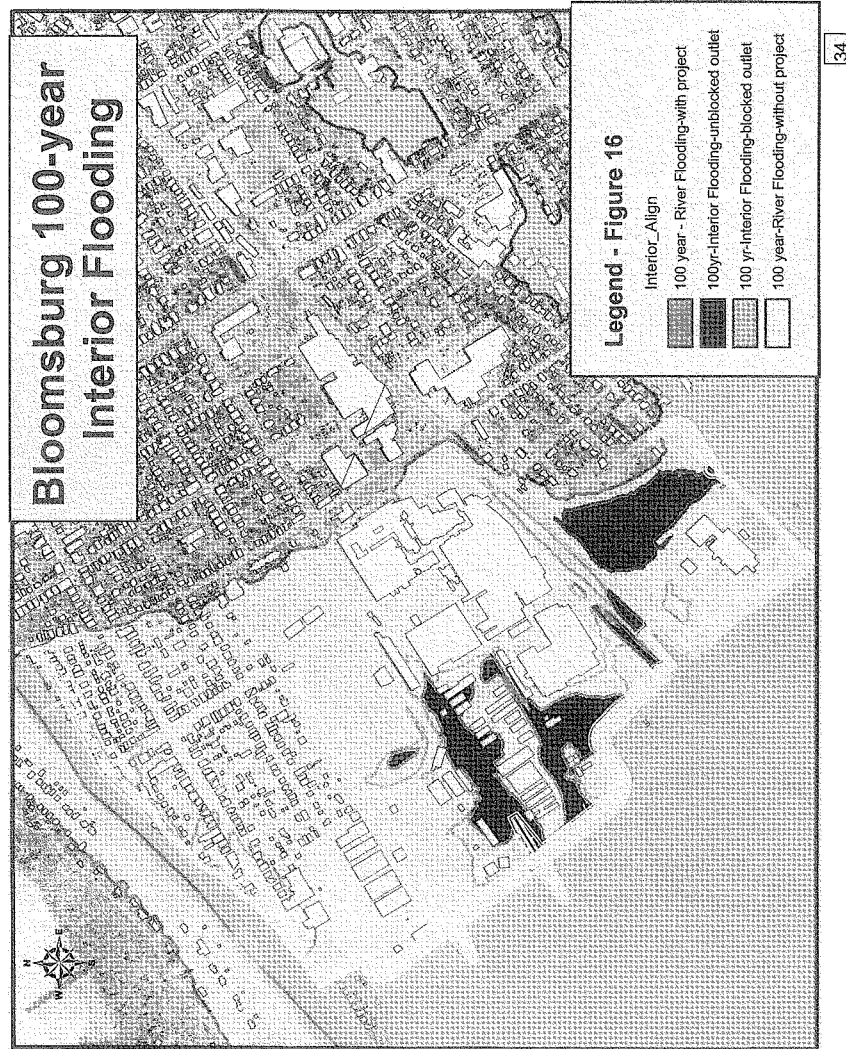 Bloomsburg 100-year
Interior Flooding
N
W
E
S
Legend - Figure 16
Interior_Align
100 year - River Flooding-with project
100yr-Interior Flooding-unblocked outlet
100 yr-Interior Flooding-blocked outlet
100 year-River Flooding-without project
34